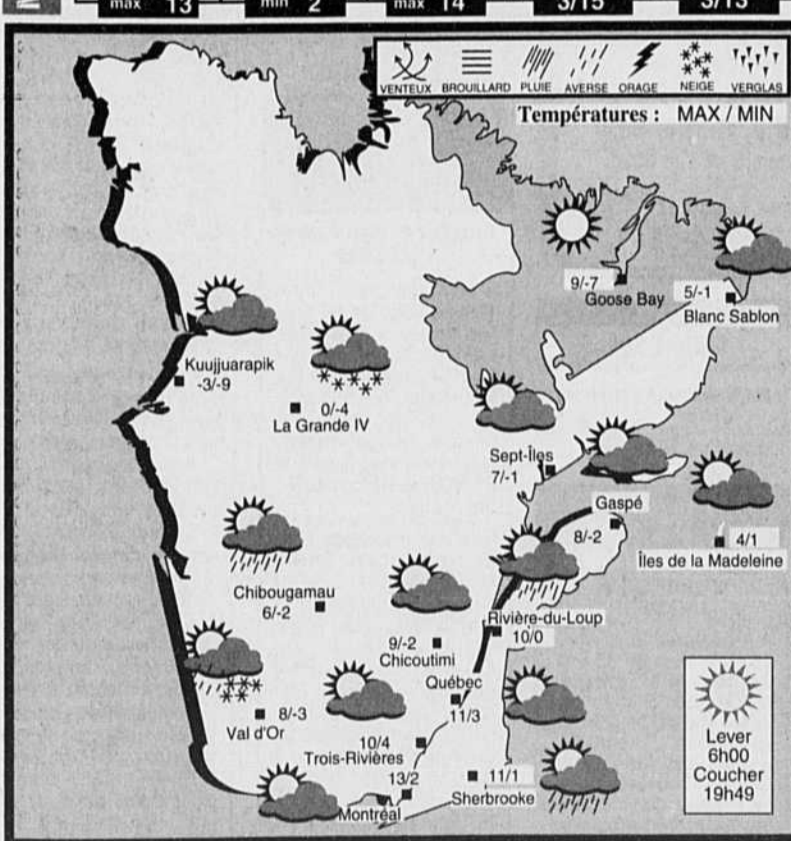 max 13
min 2
max 14
3/15
3/13
VENTEUX BROUILLARD PLUIE AVERSE ORAGE NEIGE VERGLAS
Températures : MAX / MIN
9/-7
Goose Bay
5/-1
Blanc Sablon
Kuujjuarapik
-3/-9
0/-4
La Grande IV
Sept-Îles
7/-1
Gaspé
8/-2
4/1
Îles de la Madeleine
Chibougamau
6/-2
Rivière-du-Loup
10/0
9/-2
Chicoutimi
Québec
11/3
8/-3
Val d'Or
10/4
Trois-Rivières
13/2
Montréal
11/1
Sherbrooke
Lever
6h00
Coucher
19h49